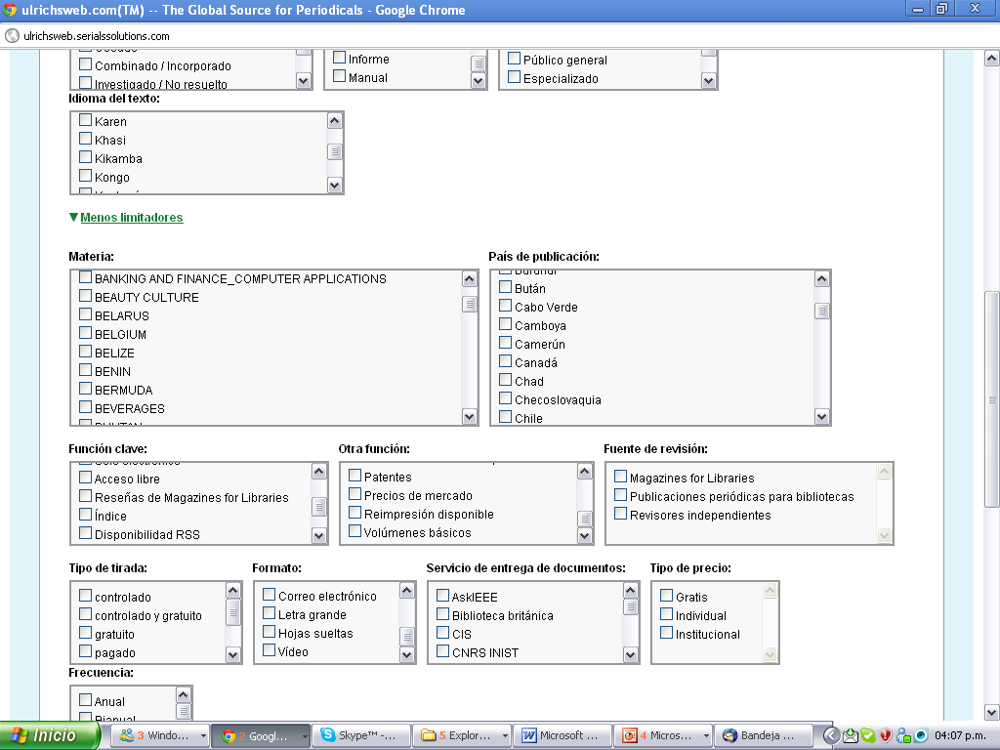 ulrichsweb.com(TM) -- The Global Source for Periodicals - Google Chrome
ulrichsweb.serialssolutions.com
Combinado / Incorporado
Investigado / No resuelto
Informe
Manual
Público general
Especializado
Idioma del texto:
Karen
Khasi
Kikamba
Kongo
▼Menos limitadores
Materia:
BANKING AND FINANCE_COMPUTER APPLICATIONS
BEAUTY CULTURE
BELARUS
BELGIUM
BELIZE
BENIN
BERMUDA
BEVERAGES
BHUTAN
País de publicación:
Burundi
Bután
Cabo Verde
Camboya
Camerún
Canadá
Chad
Checoslovaquia
Chile
Función clave:
Solo electrónico
Acceso libre
Reseñas de Magazines for Libraries
Índice
Disponibilidad RSS
Otra función:
Patentes
Precios de mercado
Reimpresión disponible
Volúmenes básicos
Fuente de revisión:
Magazines for Libraries
Publicaciones periódicas para bibliotecas
Revisores independientes
Tipo de tirada:
controlado
controlado y gratuito
gratuito
pagado
Formato:
Correo electrónico
Letra grande
Hojas sueltas
Vídeo
Servicio de entrega de documentos:
AskIEEE
Biblioteca británica
CIS
CNRS INIST
Tipo de precio:
Gratis
Individual
Institucional
Frecuencia:
Anual
Bianual
Inicio
3 Windo...
2 Googl...
Skype™ -...
5 Explor...
Microsoft ...
4 Micros...
Bandeja ...
04:07 p.m.